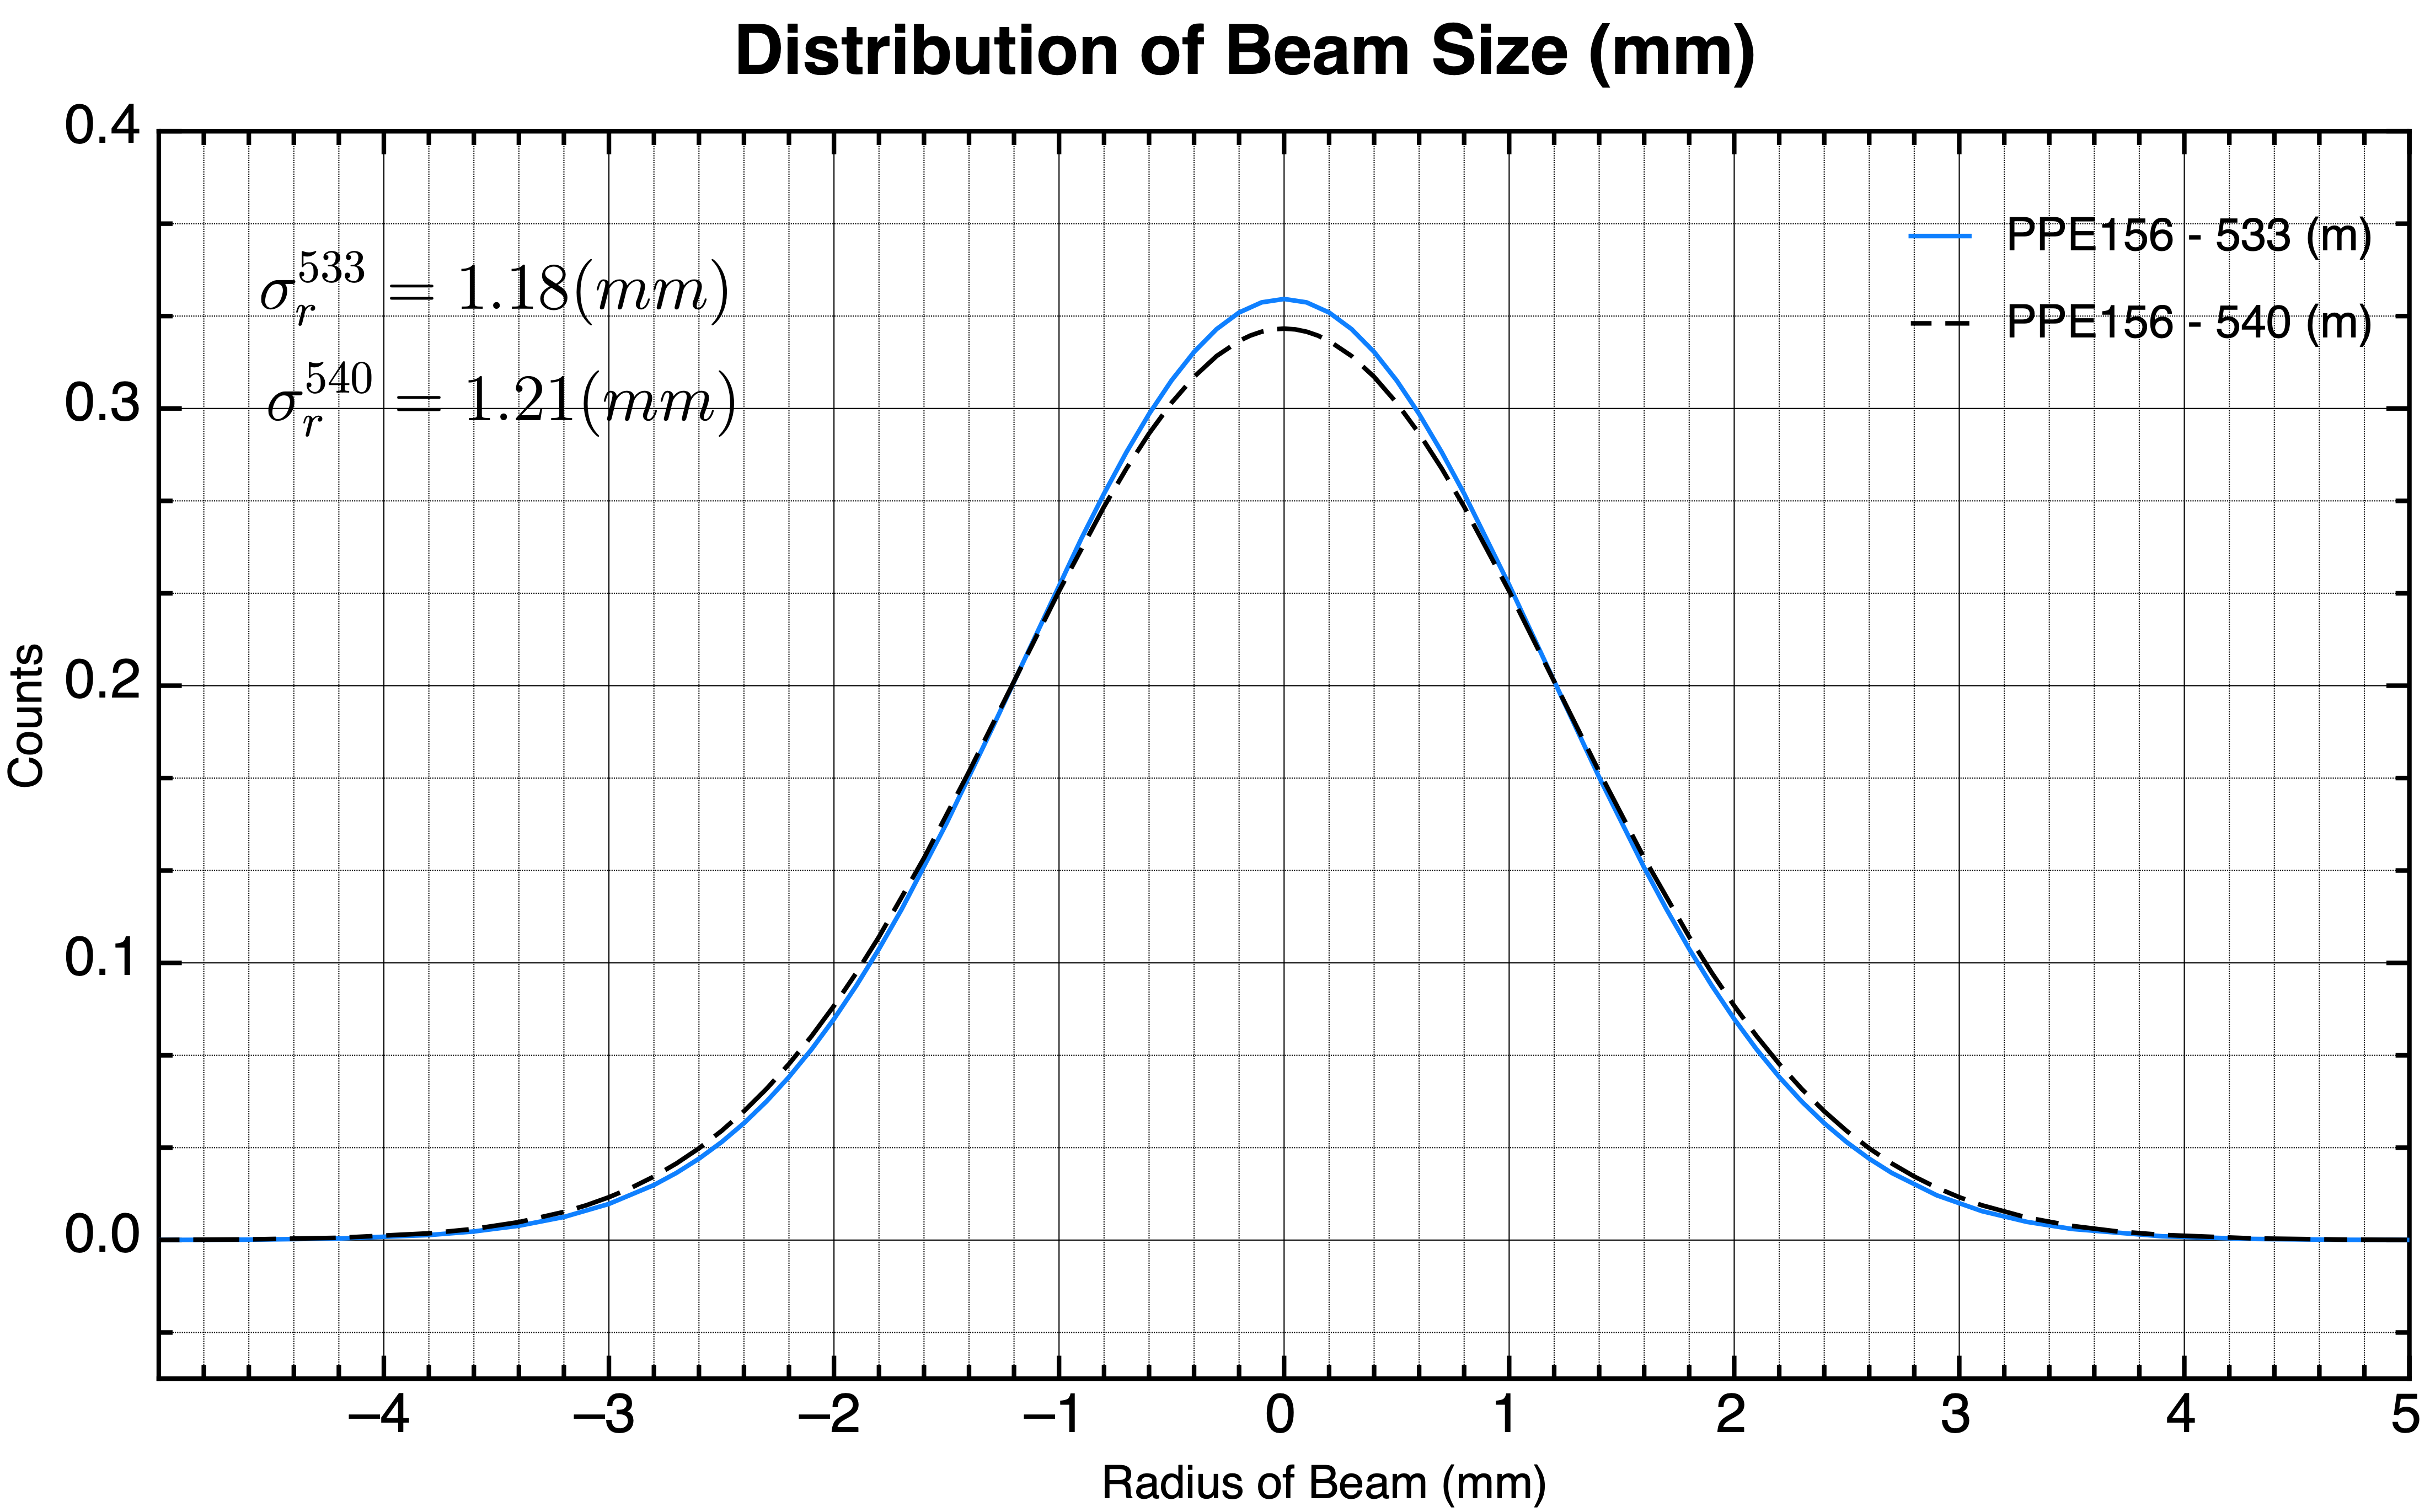 Distribution of Beam Size (mm)
0.4
0.3
0.2
0.1
0.0
Counts
σ_r^533 = 1.18(mm)
σ_r^540 = 1.21(mm)
PPE156 - 533 (m)
PPE156 - 540 (m)
–4 –3 –2 –1 0 1 2 3 4 5
Radius of Beam (mm)